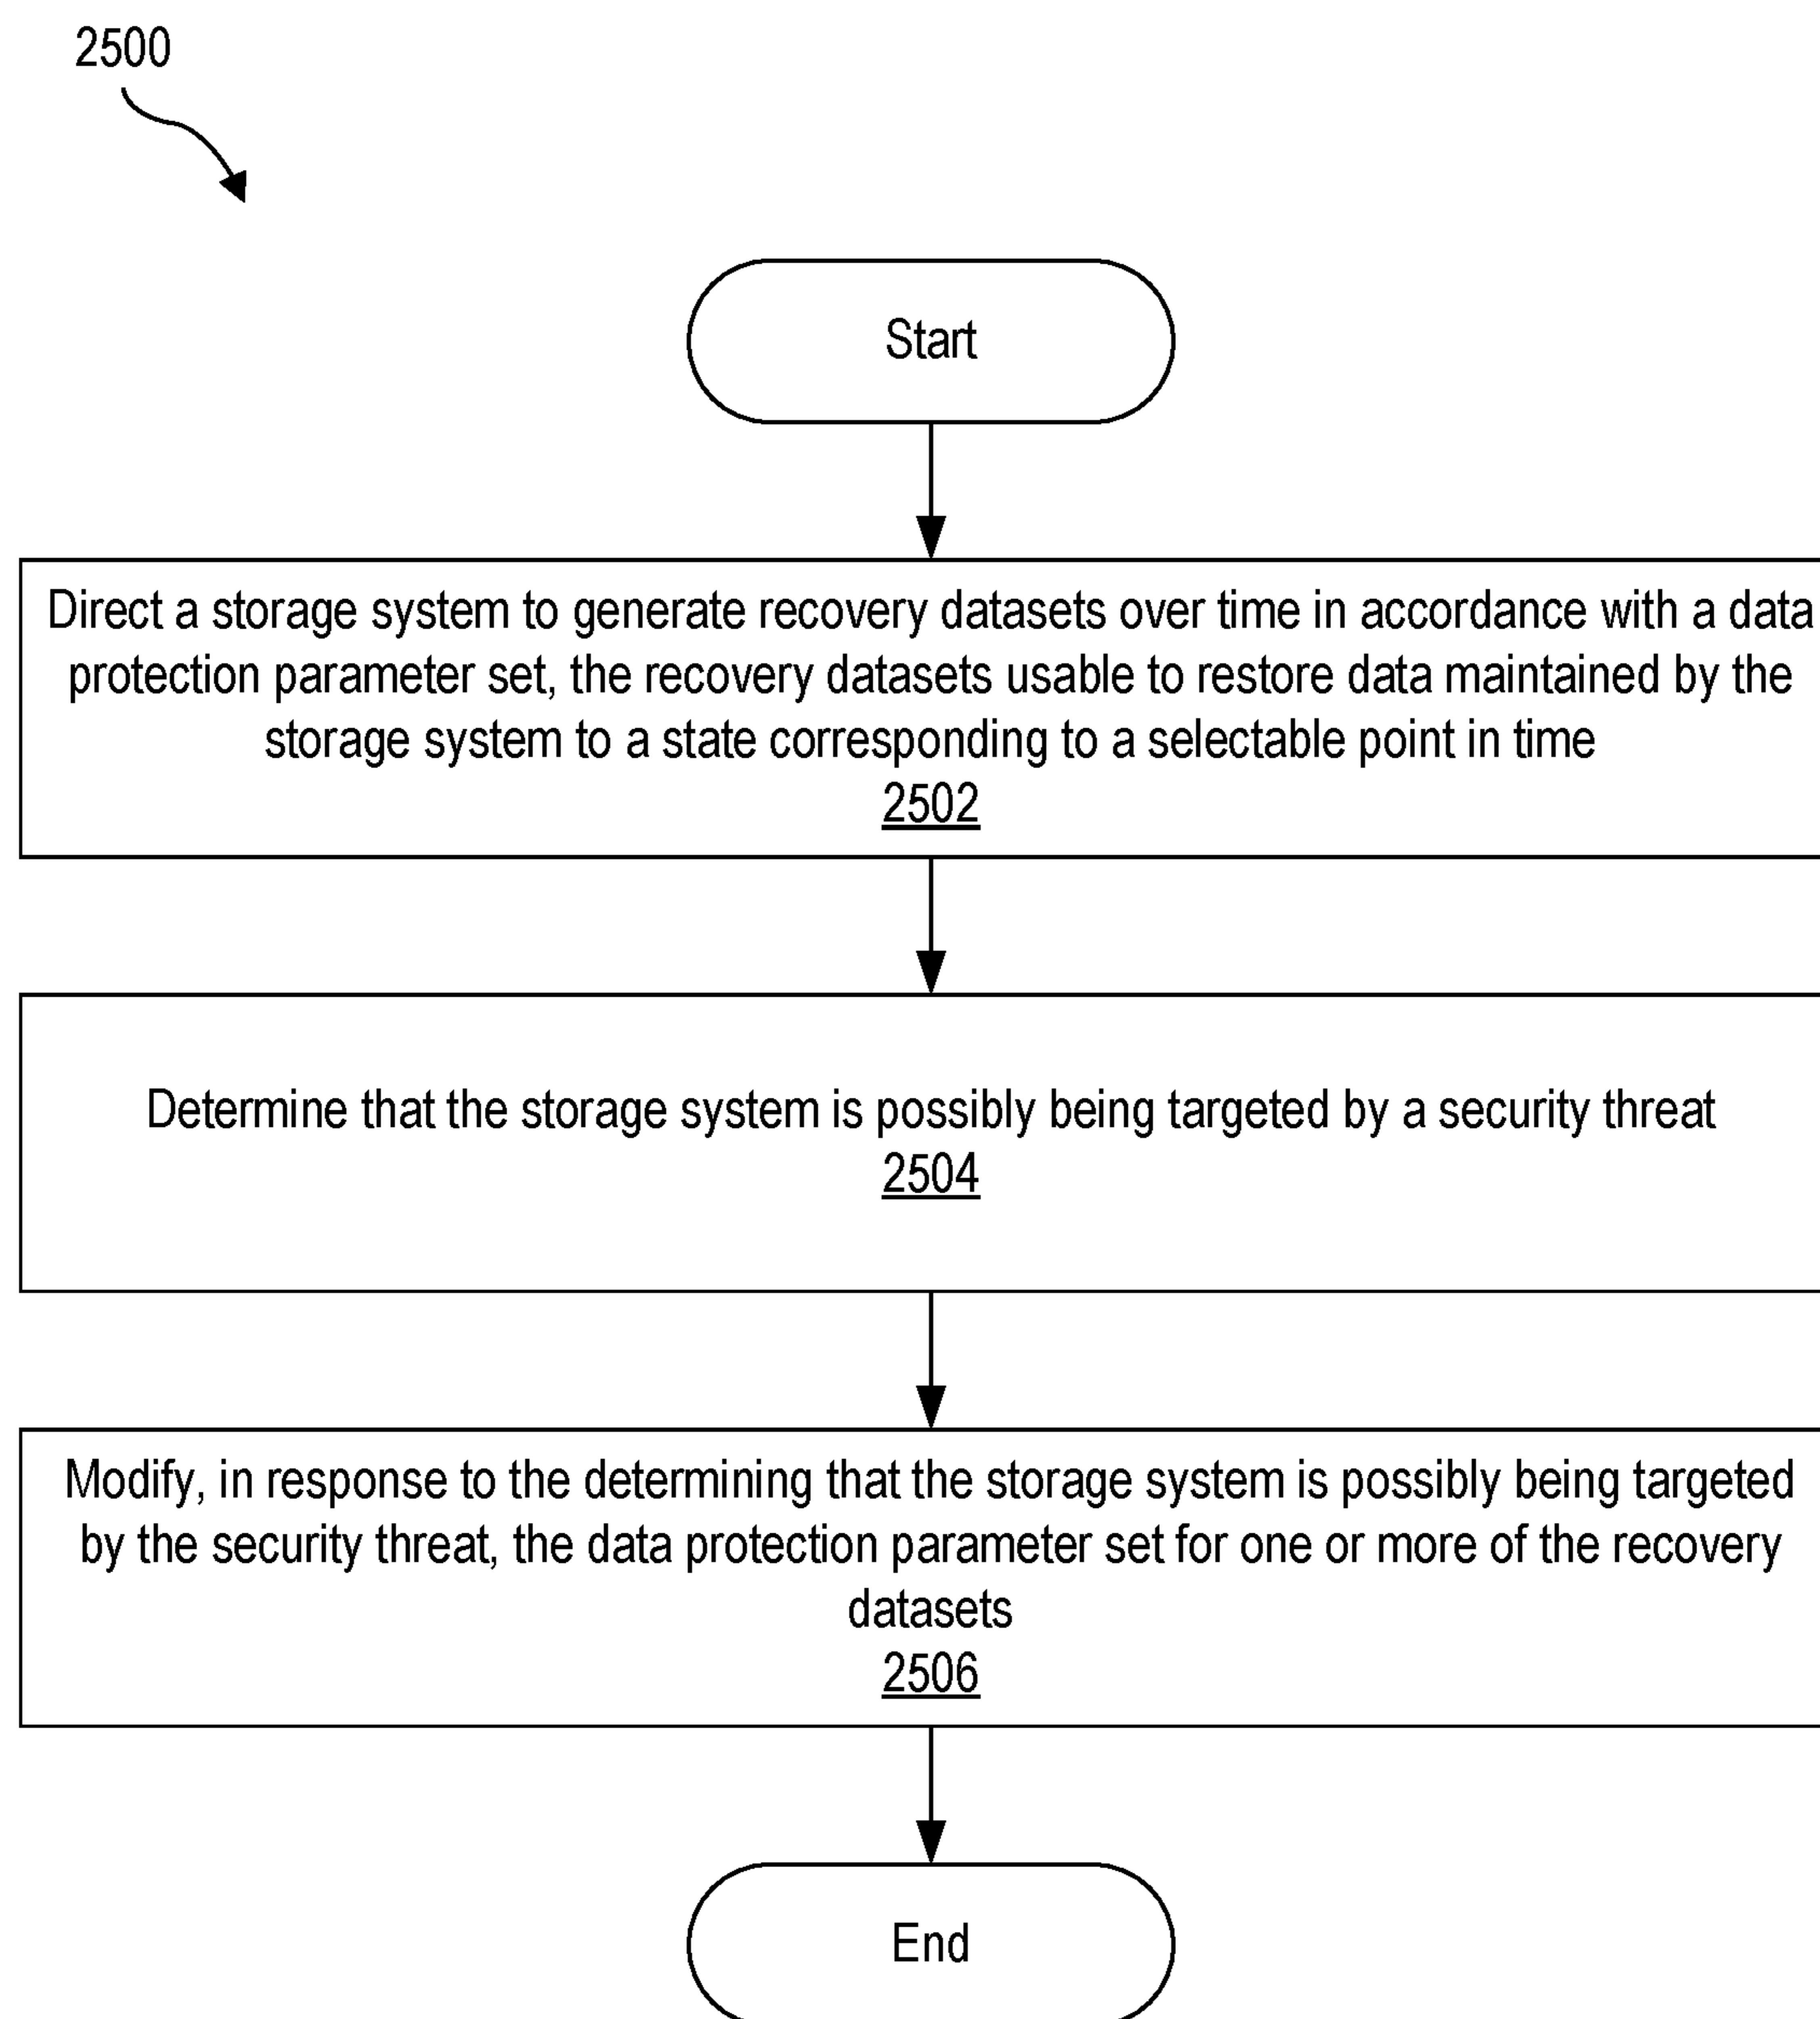 2500
Start
Direct a storage system to generate recovery datasets over time in accordance with a data
protection parameter set, the recovery datasets usable to restore data maintained by the
storage system to a state corresponding to a selectable point in time
2502
Determine that the storage system is possibly being targeted by a security threat
2504
Modify, in response to the determining that the storage system is possibly being targeted
by the security threat, the data protection parameter set for one or more of the recovery
datasets
2506
End